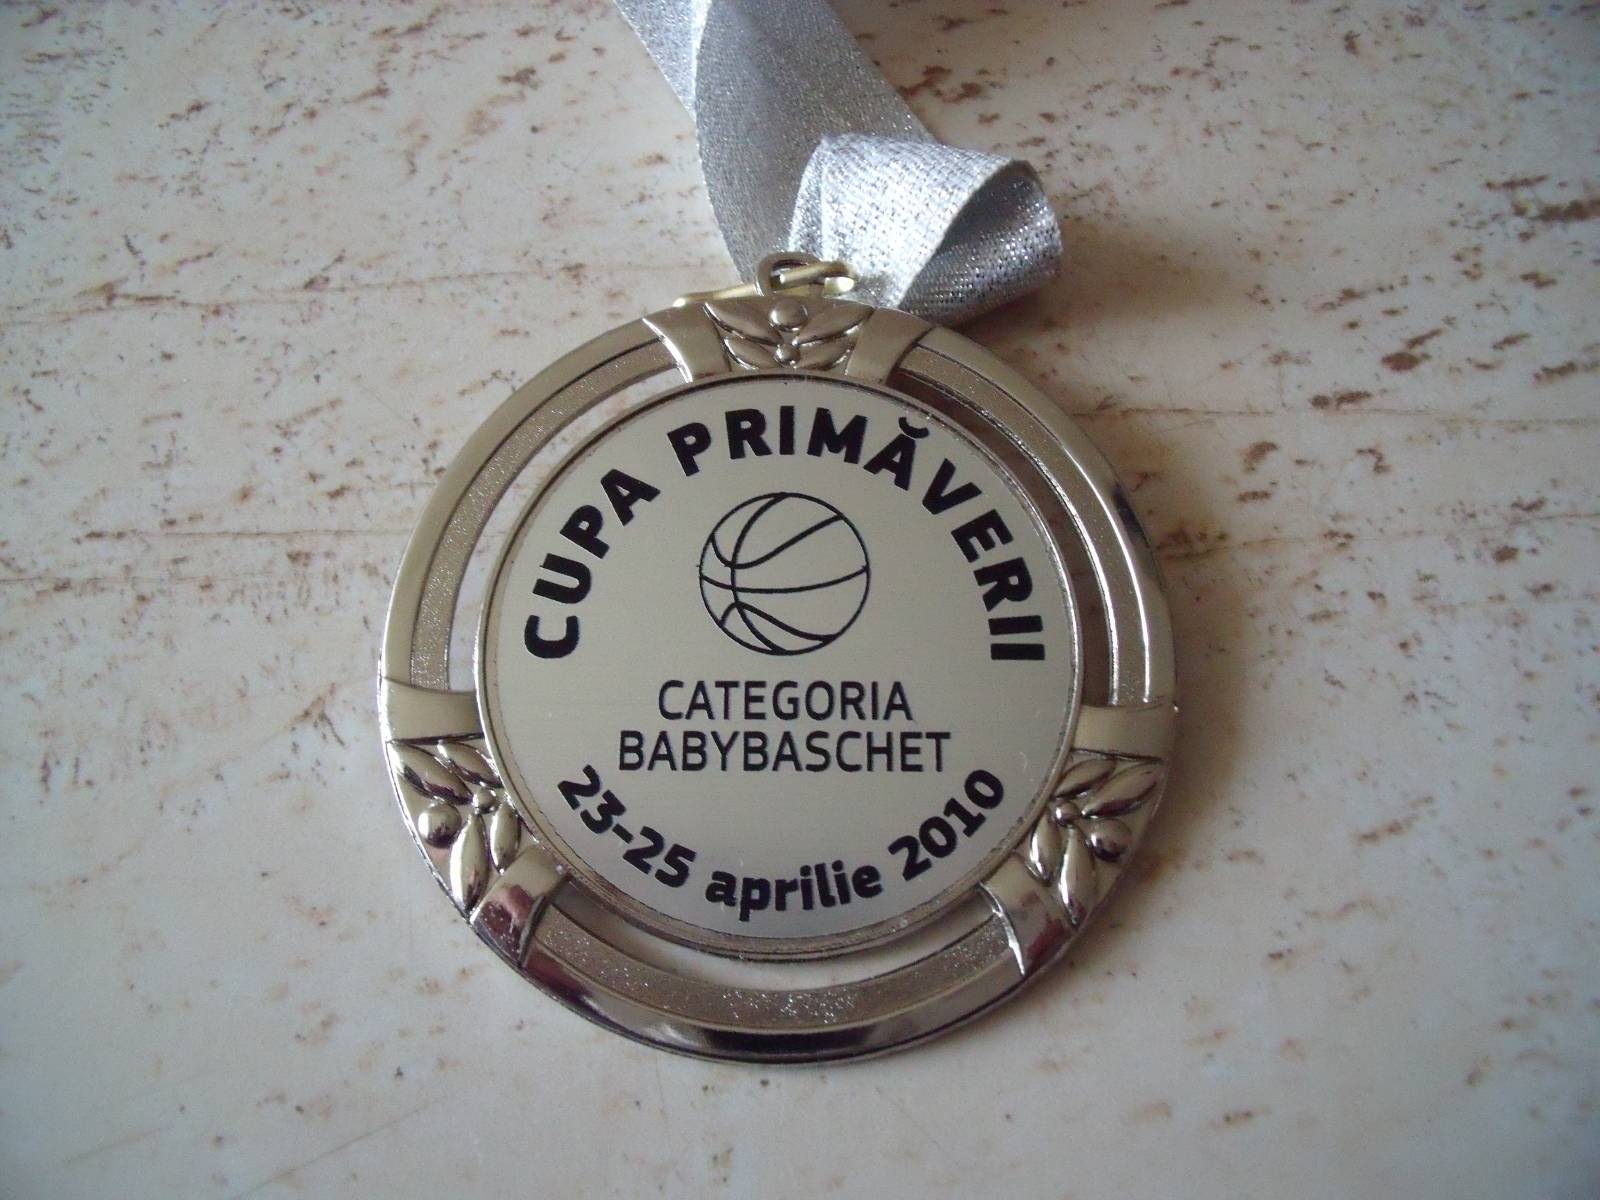 CUPA PRIMĂVERII
CATEGORIA
BABYBASCHET
23-25 aprilie 2010